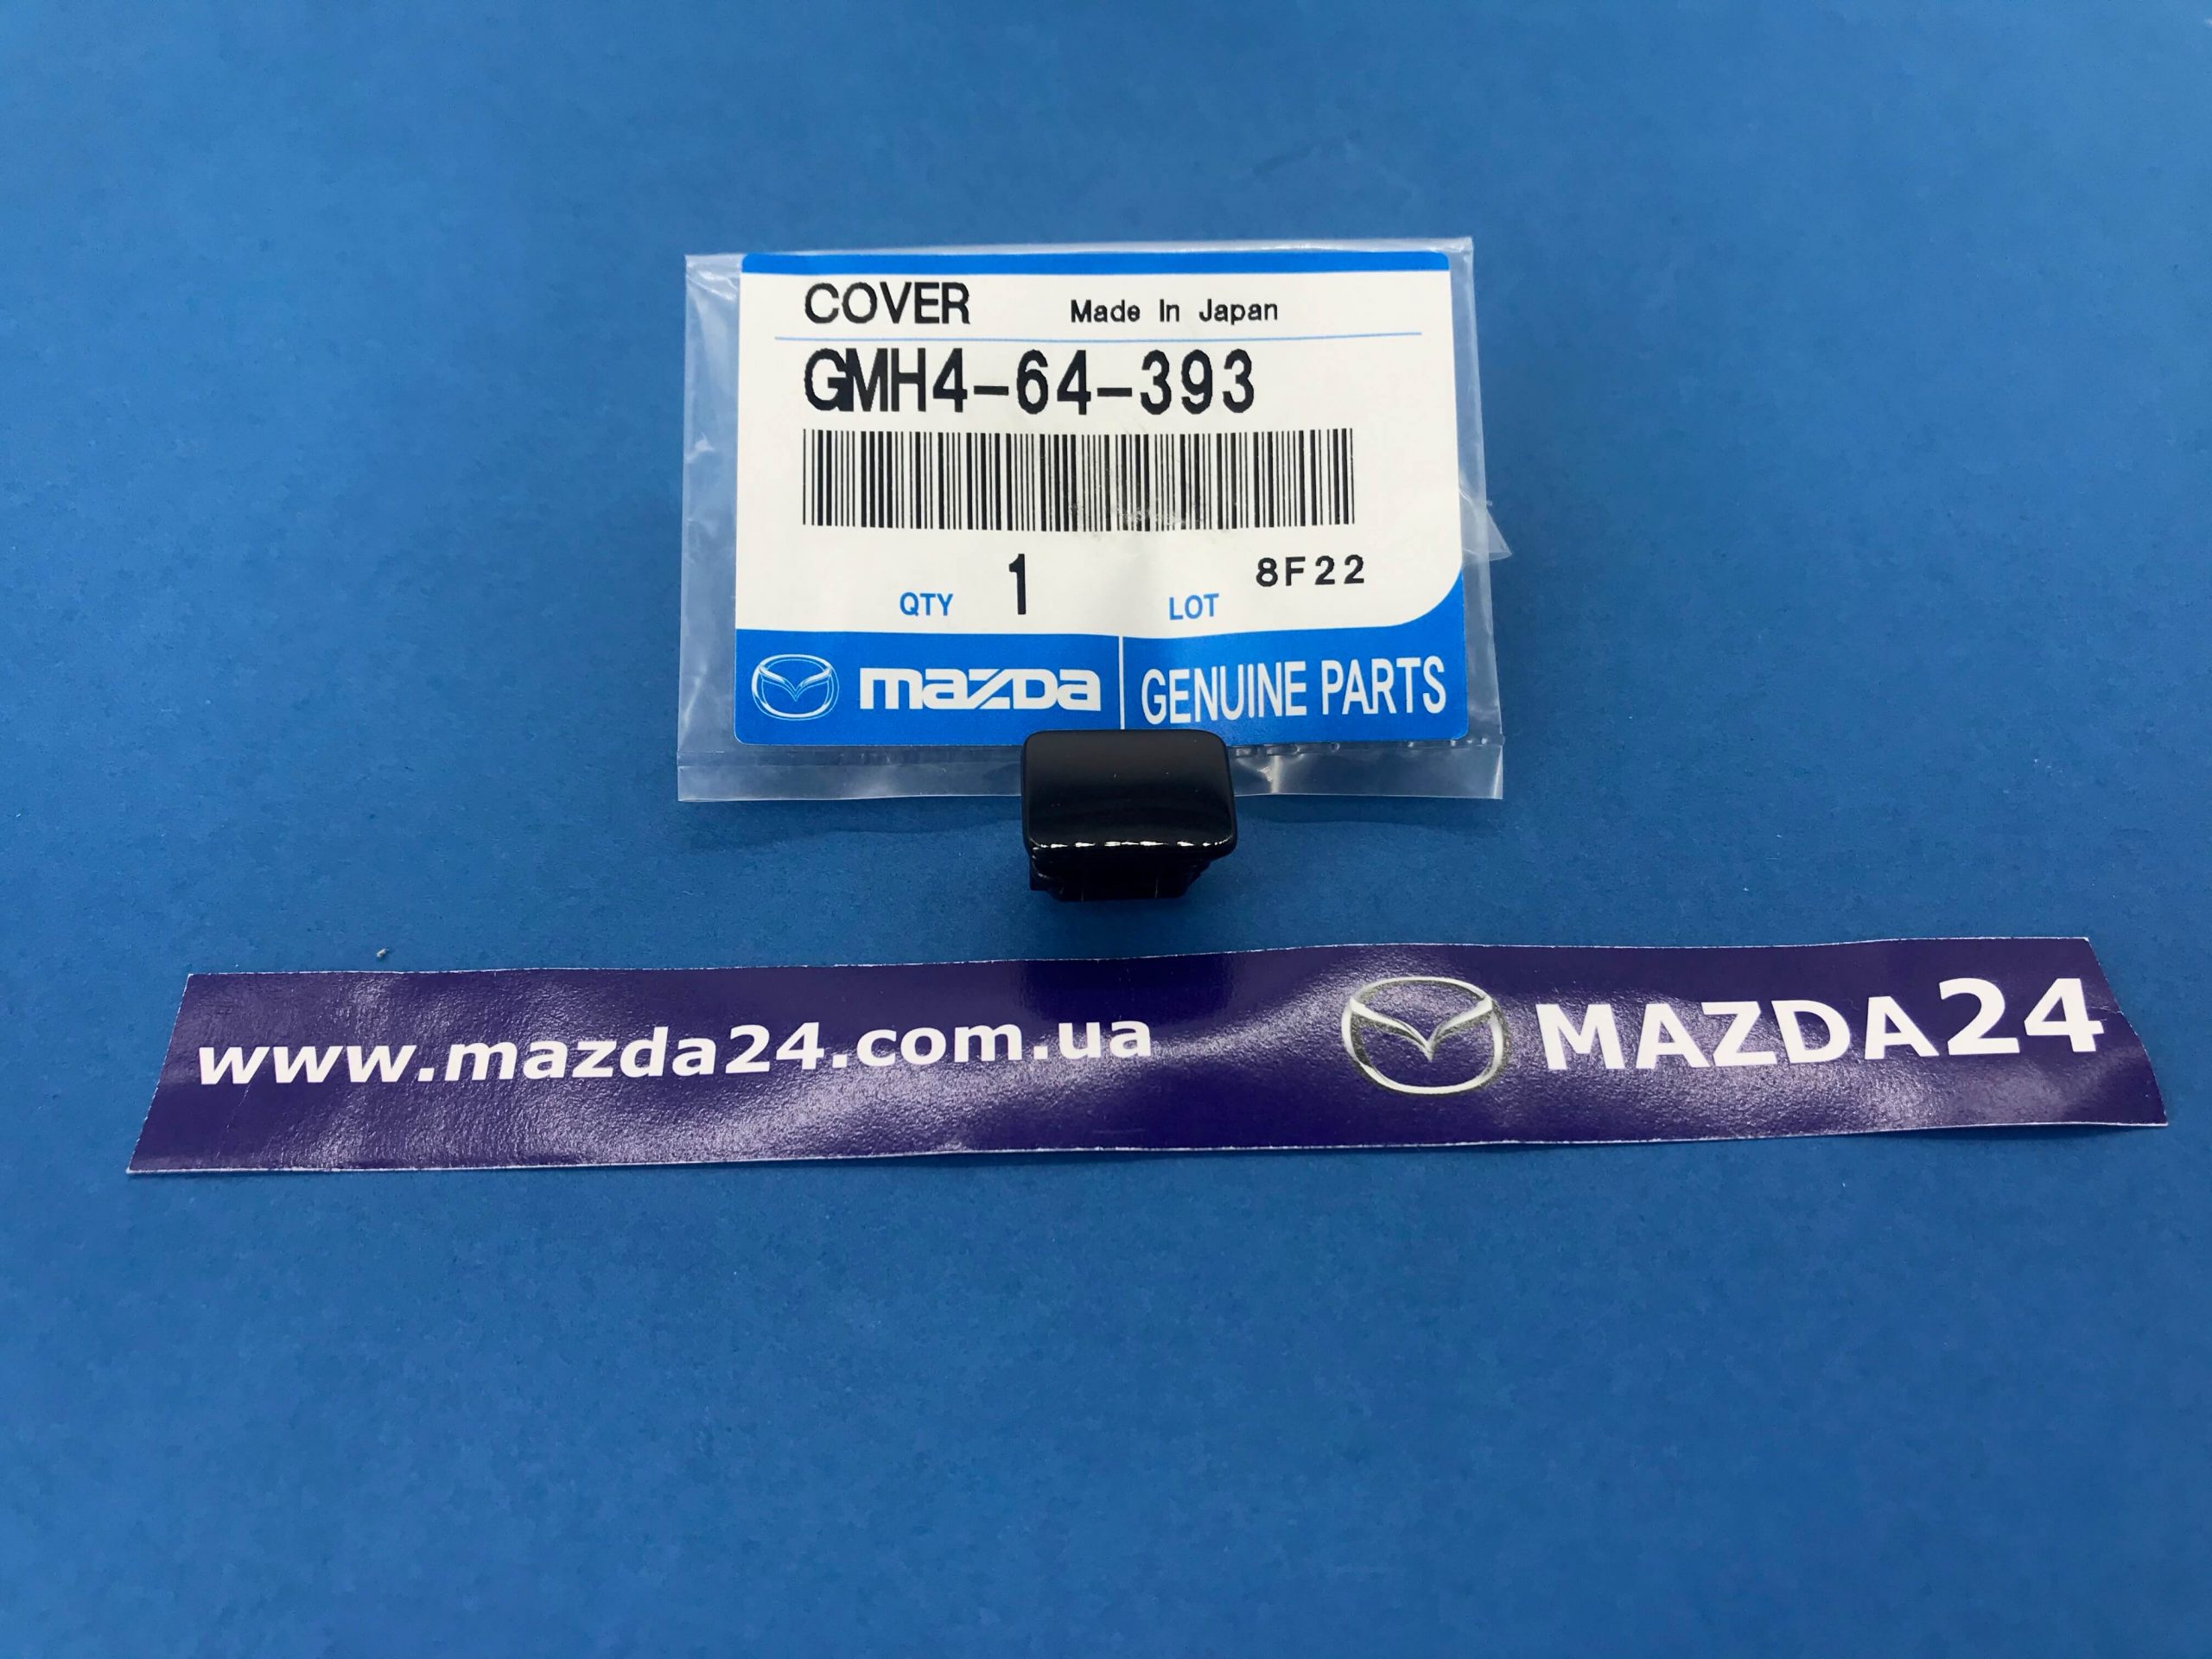 COVER Made In Japan
GMH4-64-393
QTY 1 LOT 8F22
mazda GENUINE PARTS
www.mazda24.com.ua MAZDA24